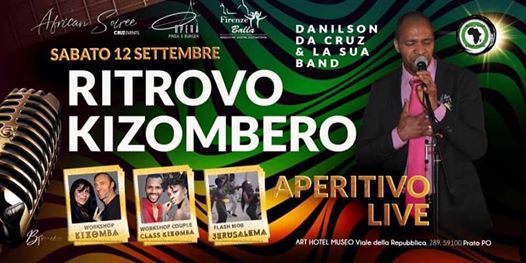 African Soiree
CRUZ EVENTS
OPERA
PINSA & BURGER
Firenze
Balla
DANILSON
DA CRUZ
& LA SUA
BAND
SABATO 12 SETTEMBRE
RITROVO
KIZOMBERO
WORKSHOP
KIZOMBA
WORKSHOP COUPLE
CLASS KIZOMBA
FLASH MOB
JERUSALEMA
APERITIVO
LIVE
ART HOTEL MUSEO Viale della Repubblica, 289, 59100 Prato PO